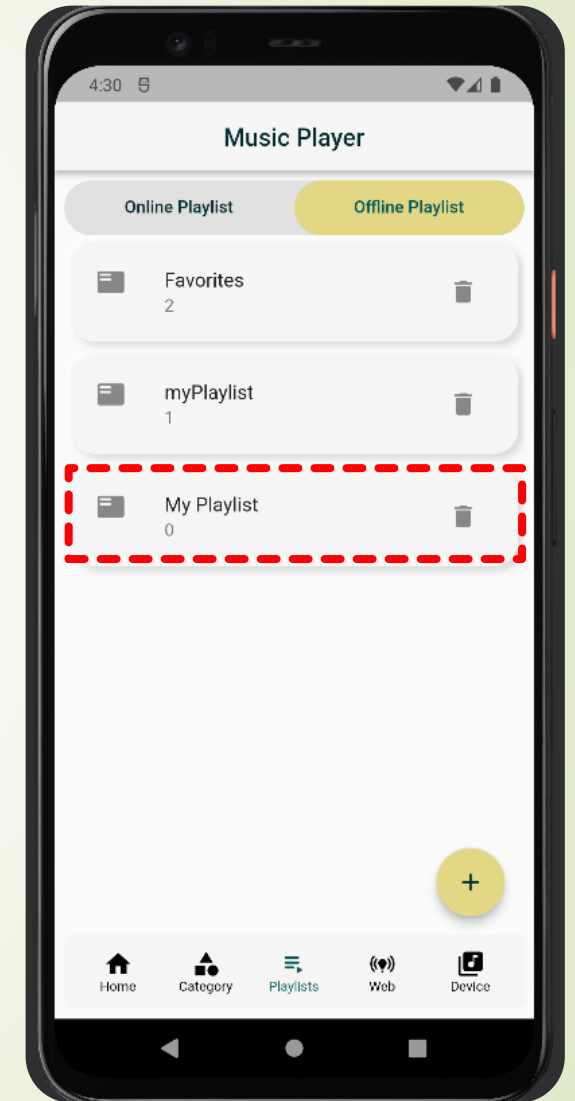 4:30
Music Player
Online Playlist Offline Playlist
Favorites
2
myPlaylist
1
My Playlist
0
+
Home Category Playlists Web Device